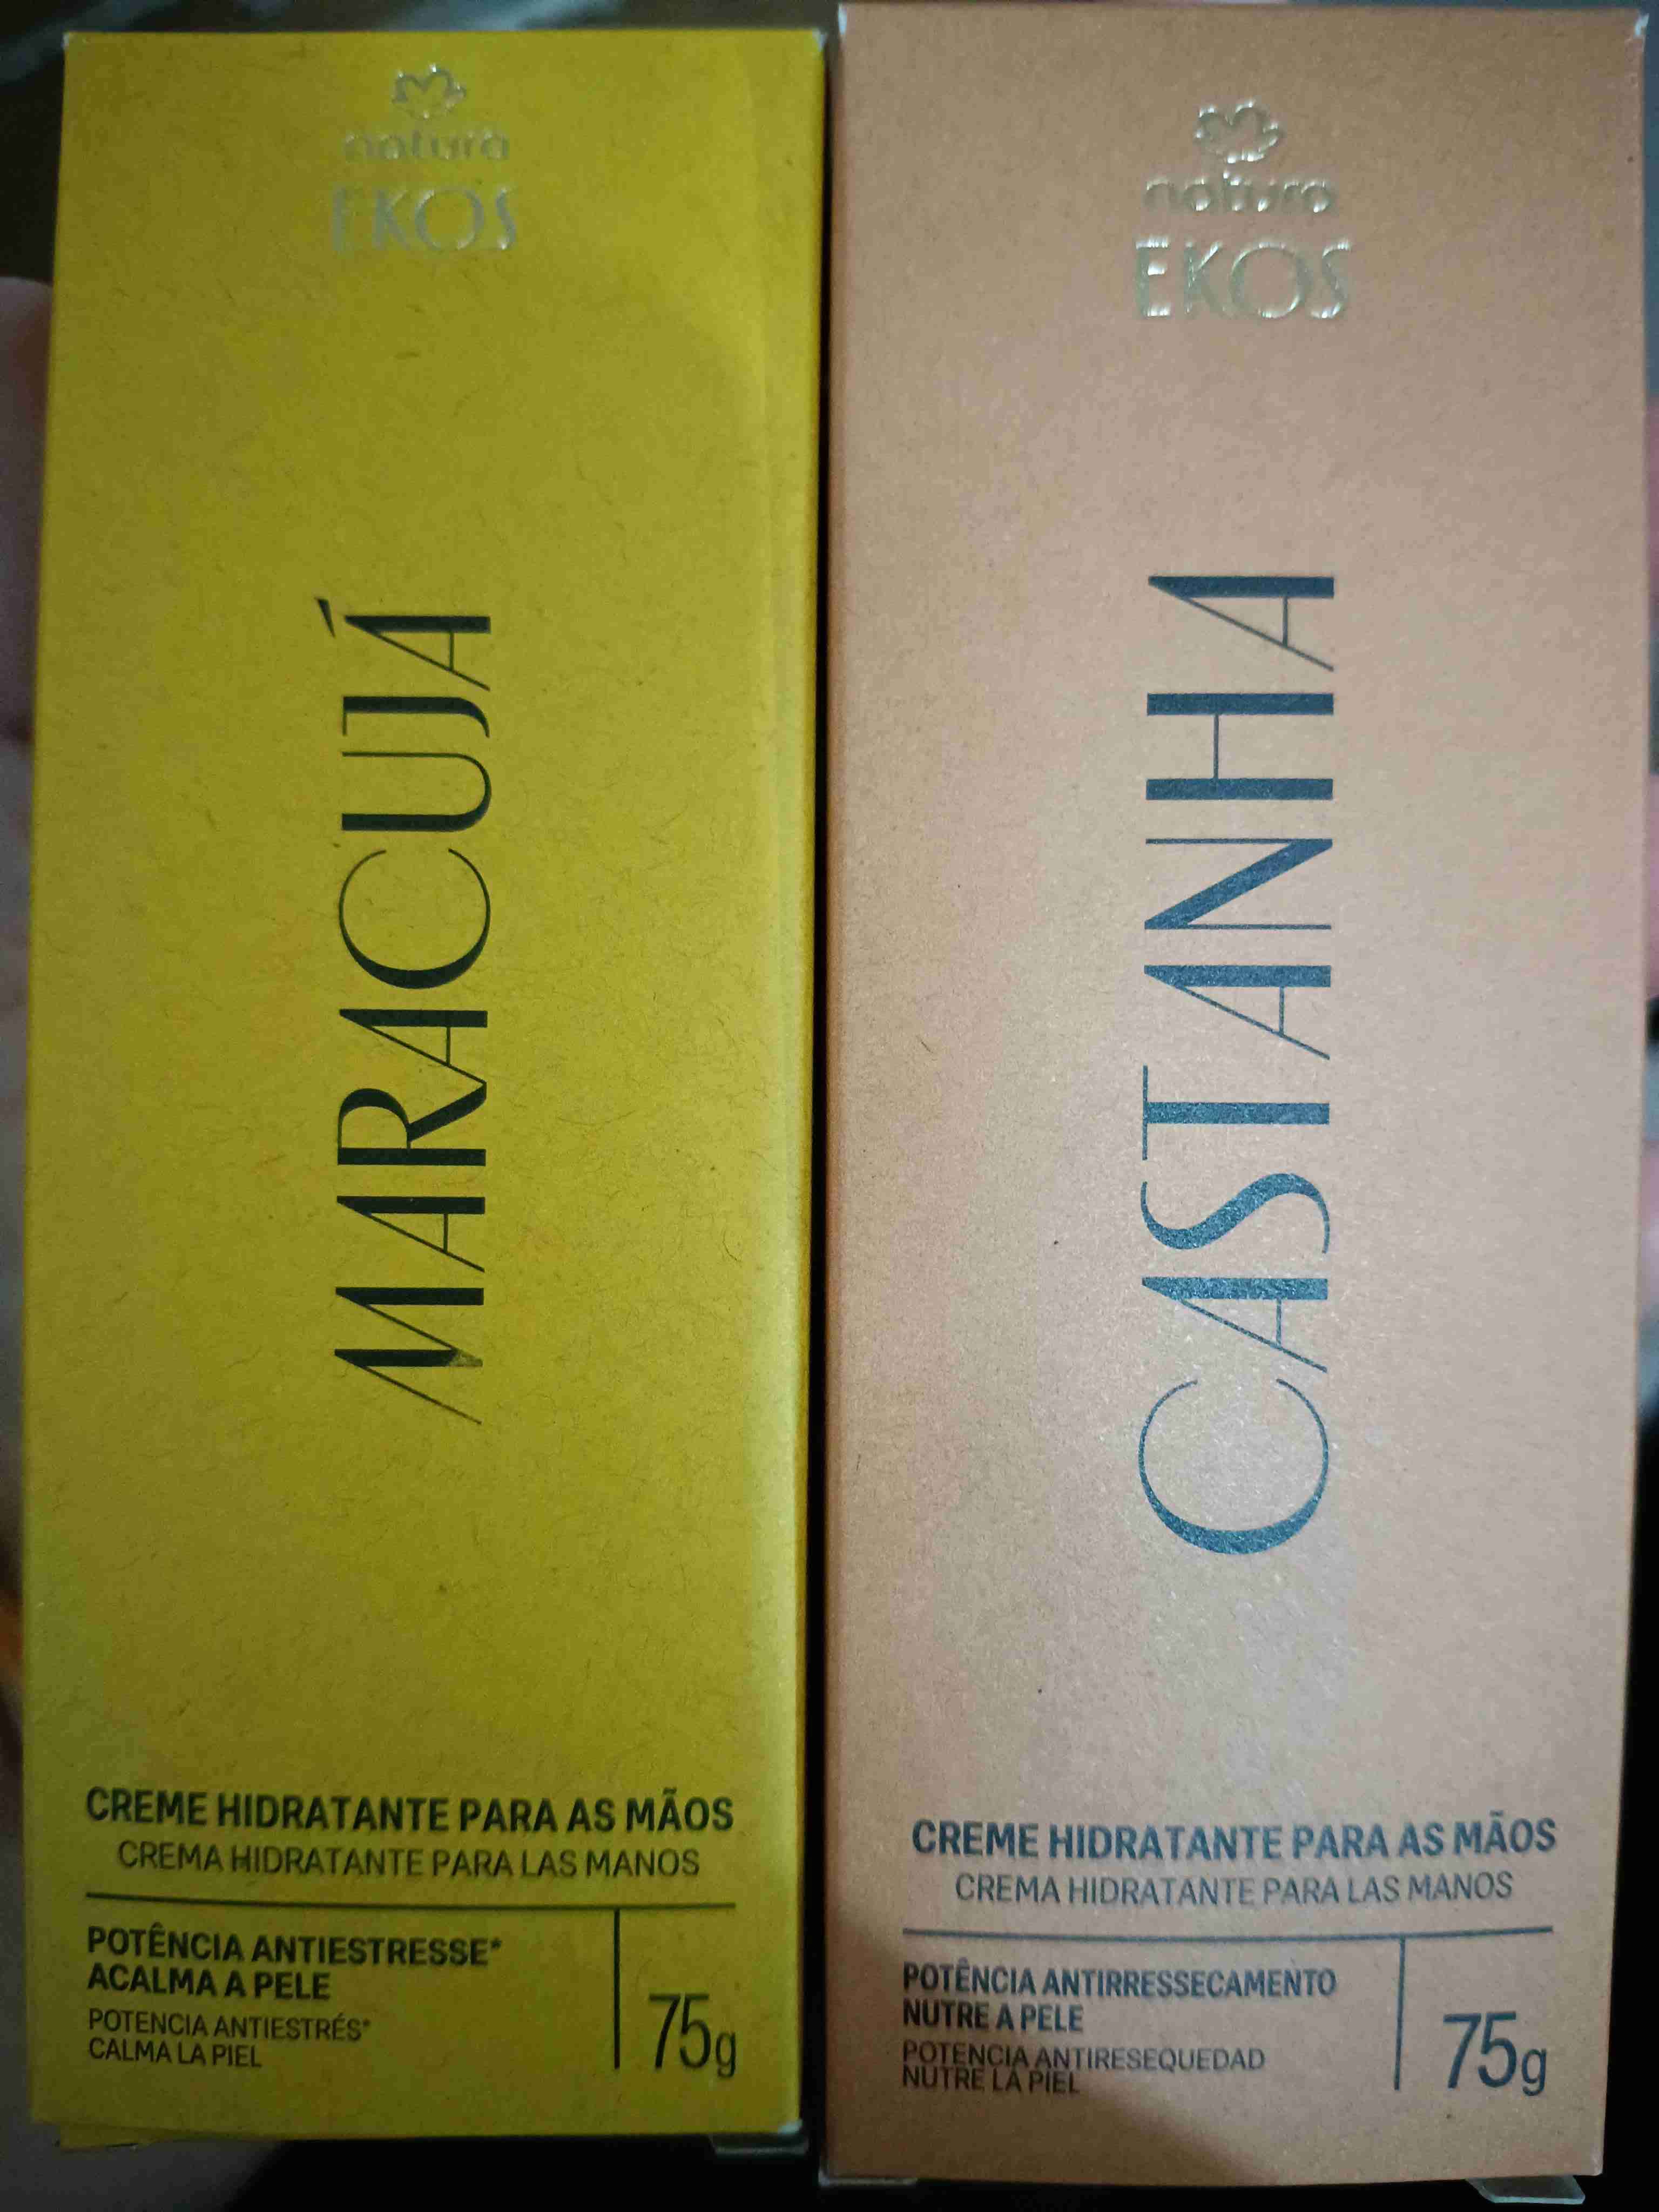 natura
EKOS
MARACUJÁ
CREME HIDRATANTE PARA AS MÃOS
CREMA HIDRATANTE PARA LAS MANOS
POTÊNCIA ANTIESTRESSE*
ACALMA A PELE
POTENCIA ANTIESTRÉS*
CALMA LA PIEL
75g
natura
EKOS
CASTANHA
CREME HIDRATANTE PARA AS MÃOS
CREMA HIDRATANTE PARA LAS MANOS
POTÊNCIA ANTIRRESSECAMENTO
NUTRE A PELE
POTENCIA ANTIRESEQUEDAD
NUTRE LA PIEL
75g